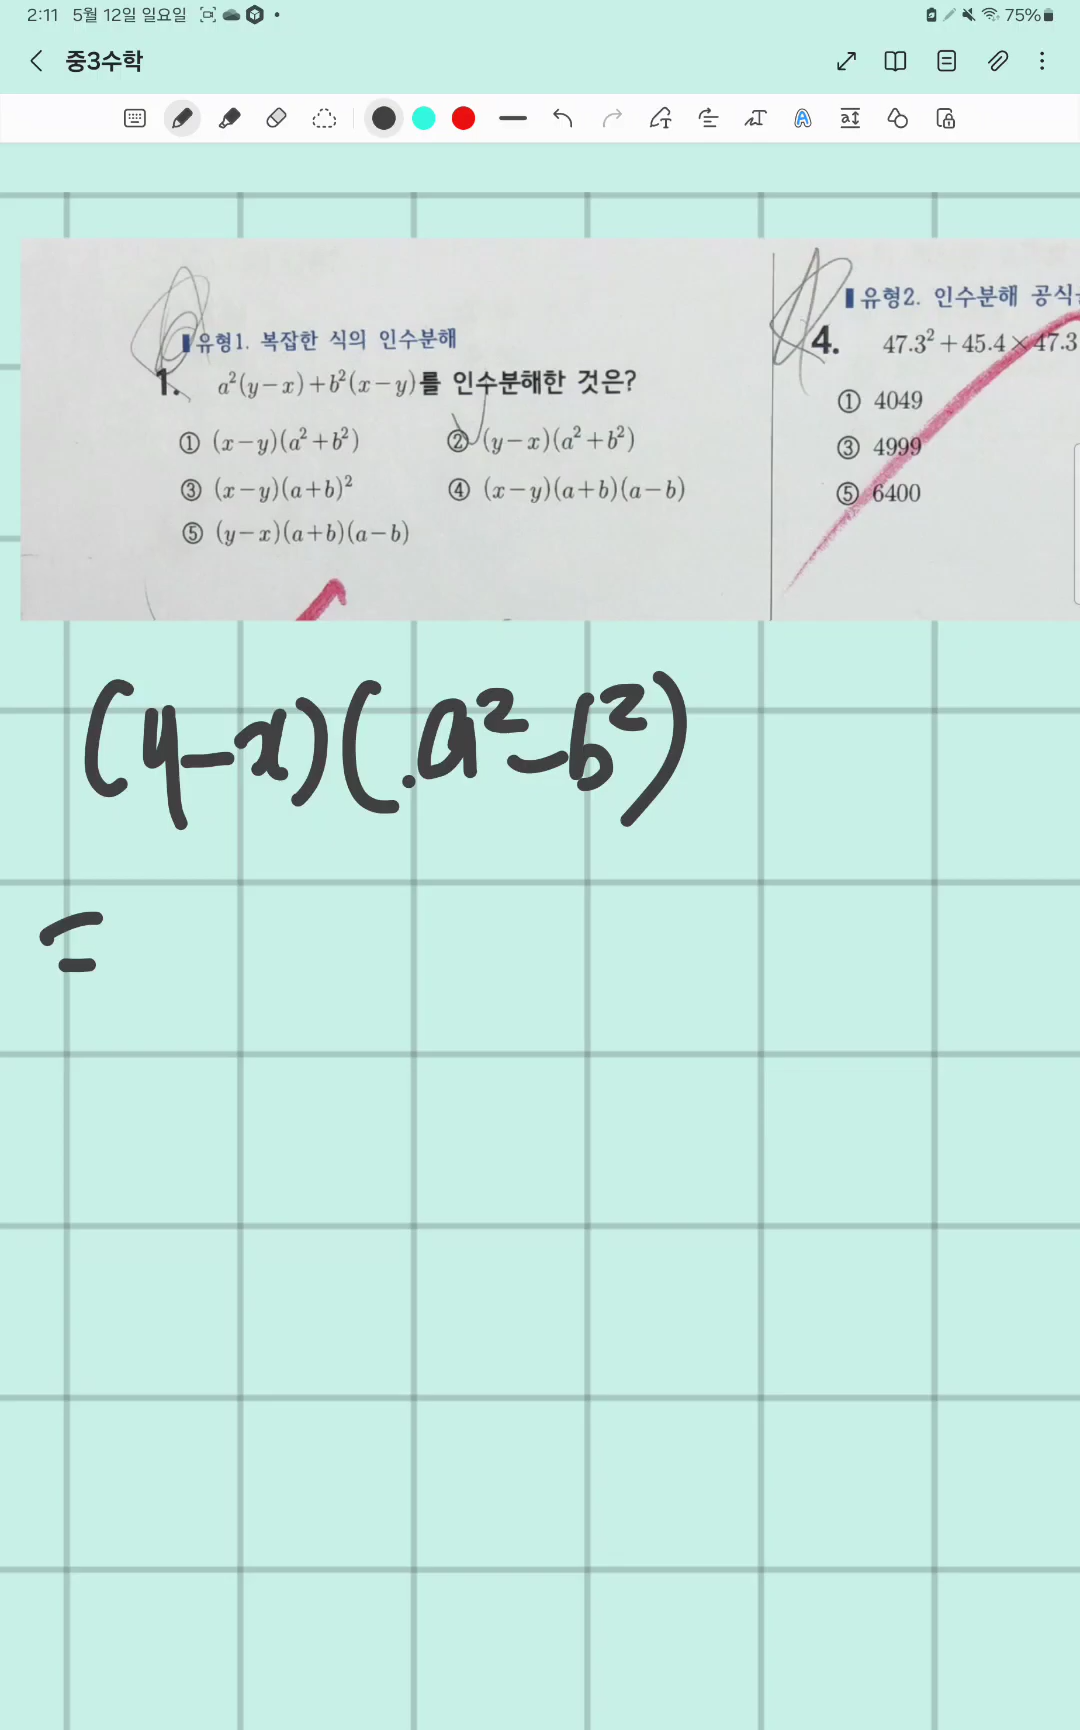 2:11 5월 12일 일요일 75%
중3수학
유형1. 복잡한 식의 인수분해
1. a²(y−x)+b²(x−y)를 인수분해한 것은?
① (x−y)(a²+b²) ② (y−x)(a²+b²)
③ (x−y)(a+b)² ④ (x−y)(a+b)(a−b)
⑤ (y−x)(a+b)(a−b)
유형2. 인수분해 공식
4. 47.3²+45.4×47.3
① 4049
③ 4999
⑤ 6400
(y−x)(a²−b²)
=